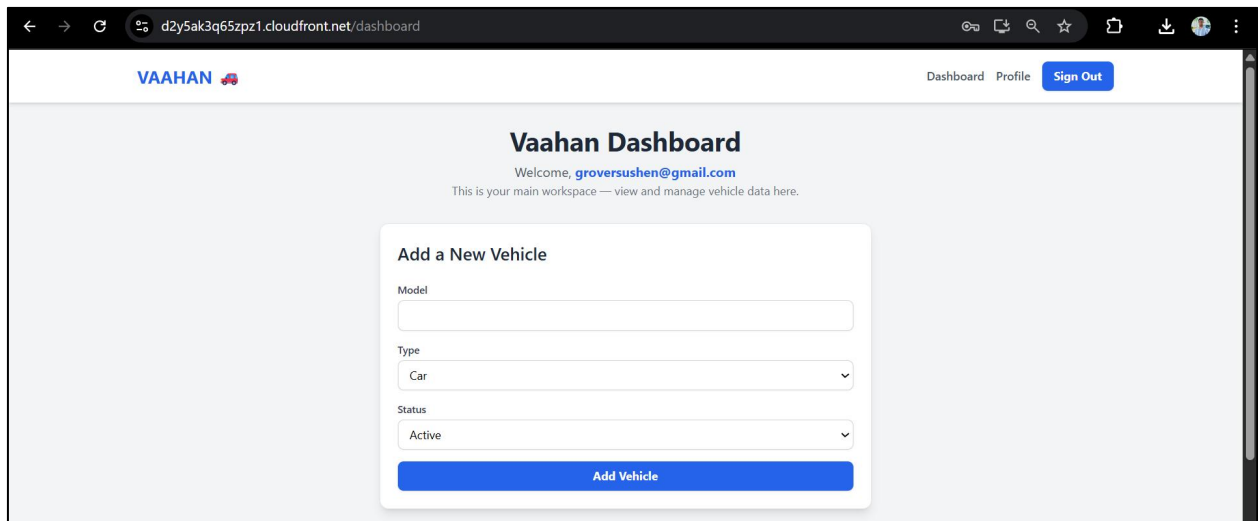 d2y5ak3q65zpz1.cloudfront.net/dashboard
VAAHAN 🚗
Dashboard Profile Sign Out
Vaahan Dashboard
Welcome, groversushen@gmail.com
This is your main workspace — view and manage vehicle data here.
Add a New Vehicle
Model
Type
Car
Status
Active
Add Vehicle